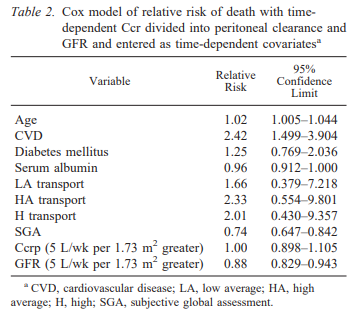 Table 2. Cox model of relative risk of death with time-
dependent Ccr divided into peritoneal clearance and
GFR and entered as time-dependent covariatesa
Variable Relative Risk 95% Confidence Limit
Age 1.02 1.005–1.044
CVD 2.42 1.499–3.904
Diabetes mellitus 1.25 0.769–2.036
Serum albumin 0.96 0.912–1.000
LA transport 1.66 0.379–7.218
HA transport 2.33 0.554–9.801
H transport 2.01 0.430–9.357
SGA 0.74 0.647–0.842
Ccrp (5 L/wk per 1.73 m2 greater) 1.00 0.898–1.105
GFR (5 L/wk per 1.73 m2 greater) 0.88 0.829–0.943
a CVD, cardiovascular disease; LA, low average; HA, high
average; H, high; SGA, subjective global assessment.